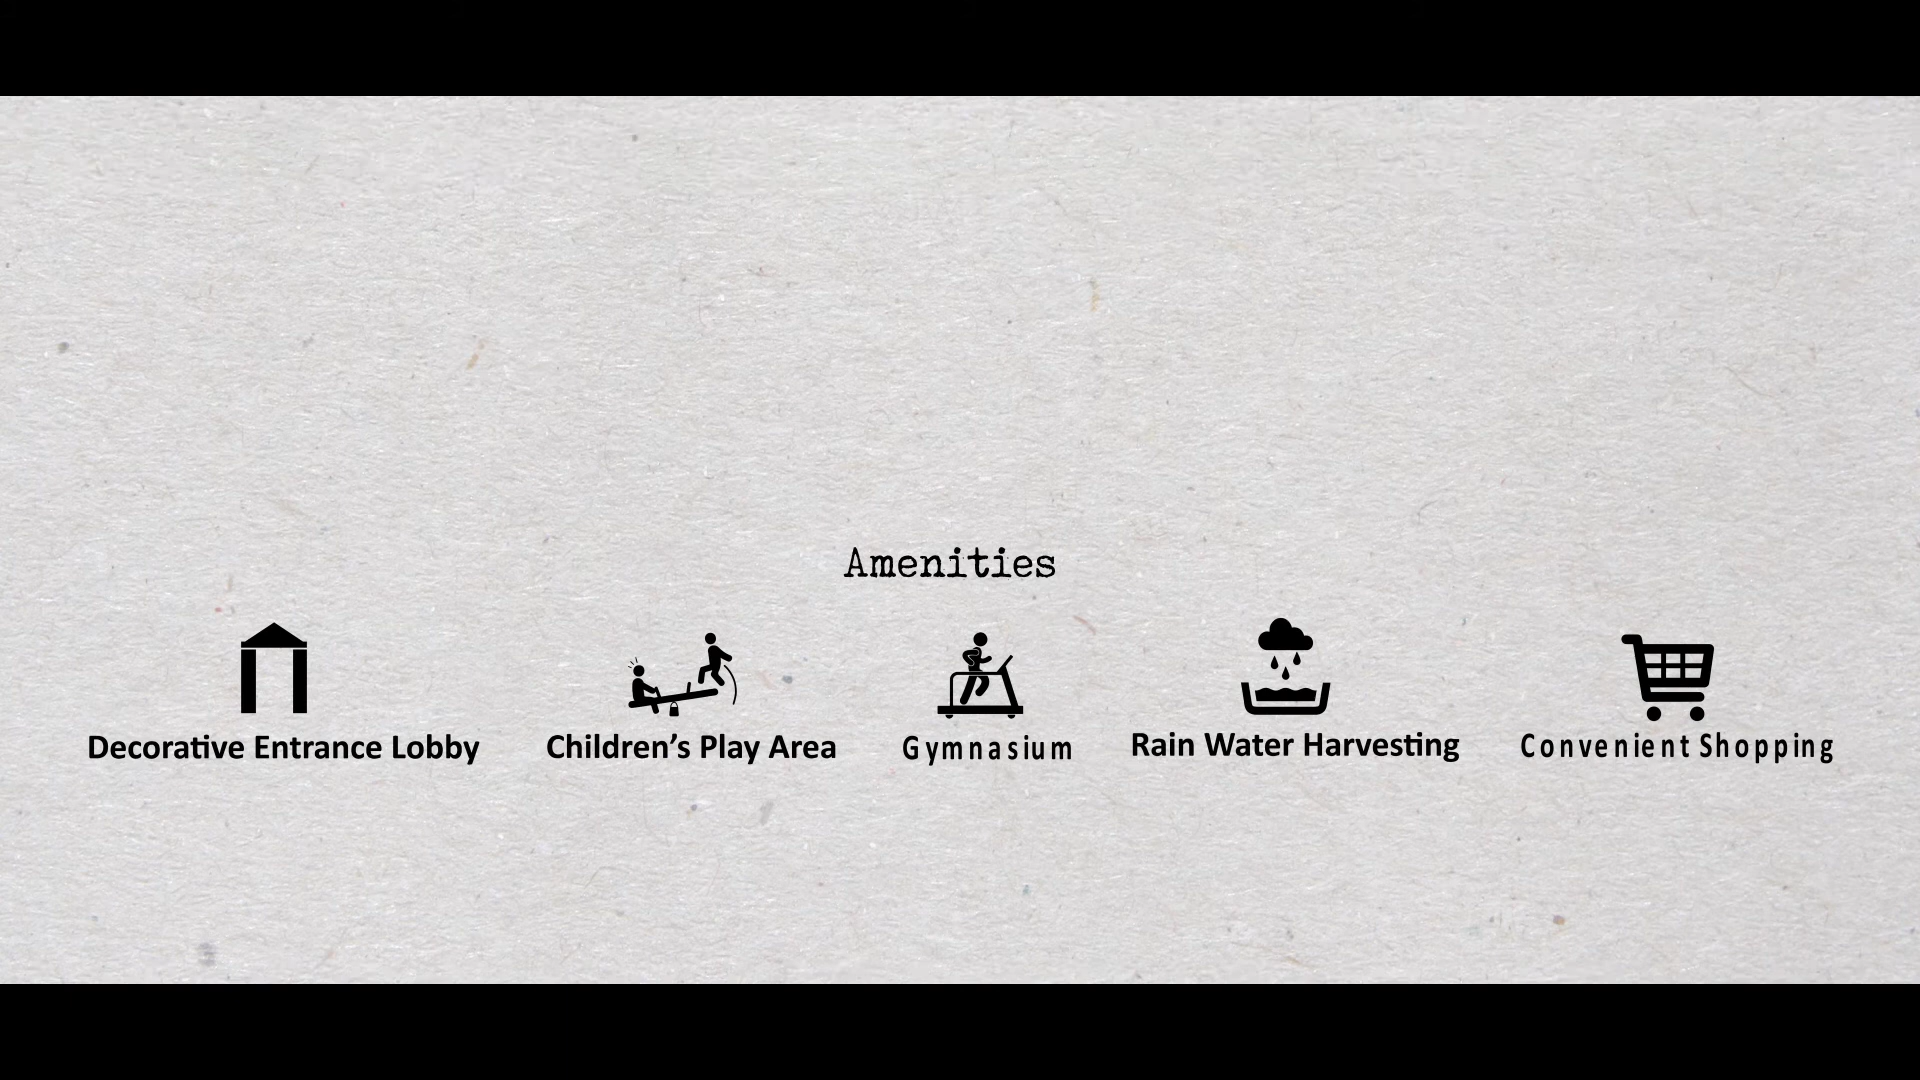 Amenities
Decorative Entrance Lobby
Children’s Play Area
Gymnasium
Rain Water Harvesting
Convenient Shopping